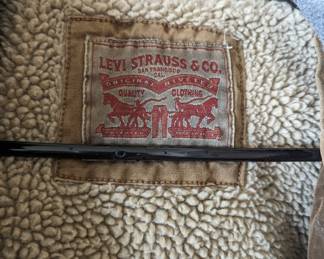 LEVI STRAUSS & CO.
SAN FRANCISCO
CAL.
ORIGINAL RIVETED
QUALITY CLOTHING